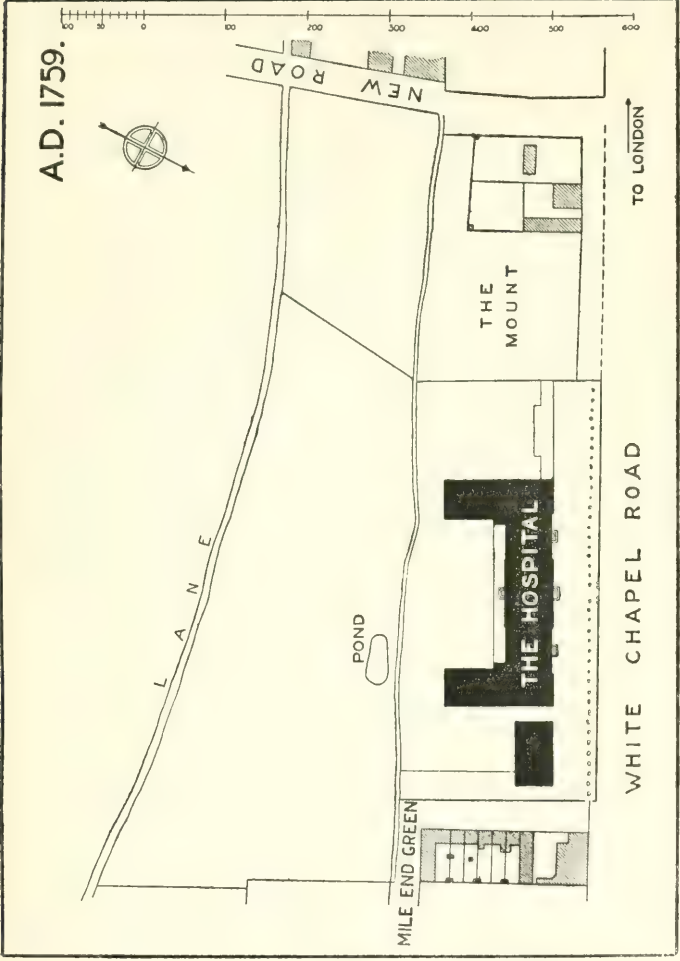 A.D. 1759.
100
50
0
100
200
300
400
500
600
NEW ROAD
TO LONDON
THE
MOUNT
LANE
POND
THE HOSPITAL
WHITE CHAPEL ROAD
MILE END GREEN